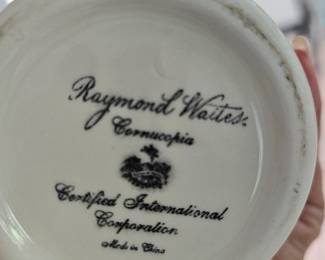 Raymond Waites.
Cornucopia
Certified International
Corporation
Made in China